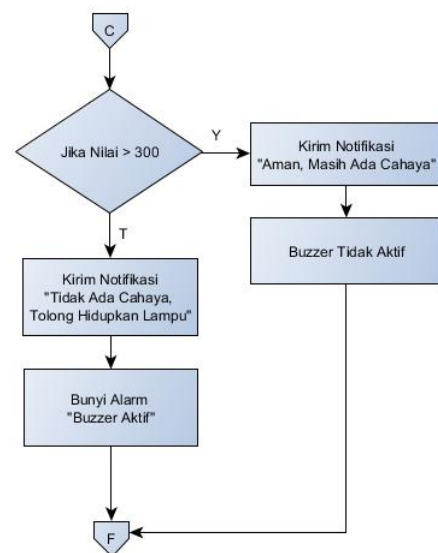 C
Jika Nilai > 300
Y
Kirim Notifikasi
"Aman, Masih Ada Cahaya"
T
Buzzer Tidak Aktif
Kirim Notifikasi
"Tidak Ada Cahaya,
Tolong Hidupkan Lampu"
Bunyi Alarm
"Buzzer Aktif"
F